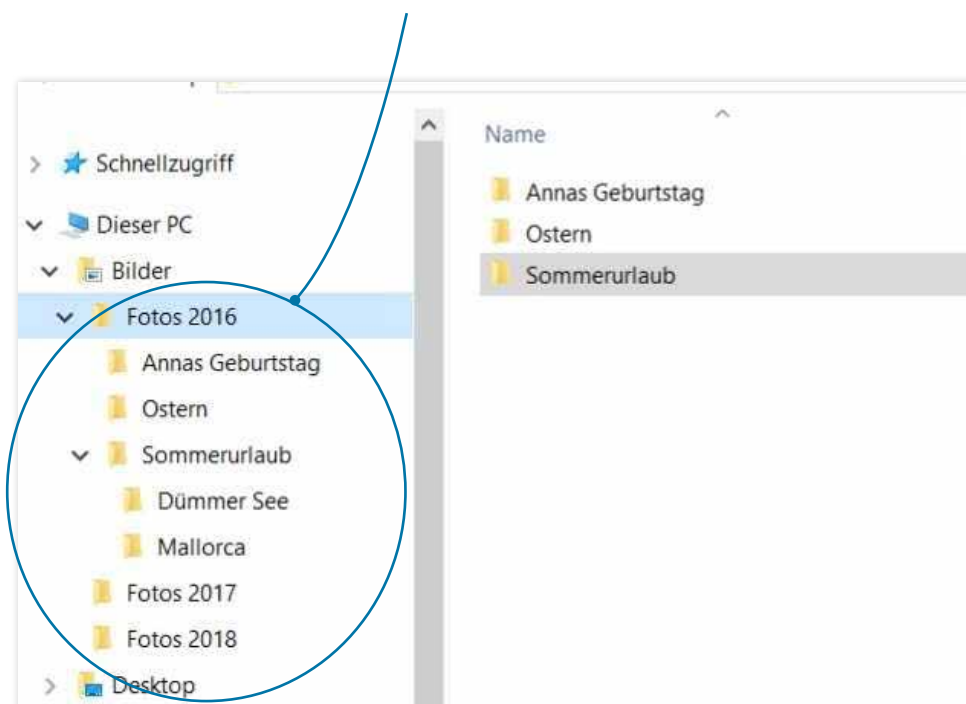 Schnellzugriff
Dieser PC
Bilder
Fotos 2016
Annas Geburtstag
Ostern
Sommerurlaub
Dümmer See
Mallorca
Fotos 2017
Fotos 2018
Desktop
Name
Annas Geburtstag
Ostern
Sommerurlaub